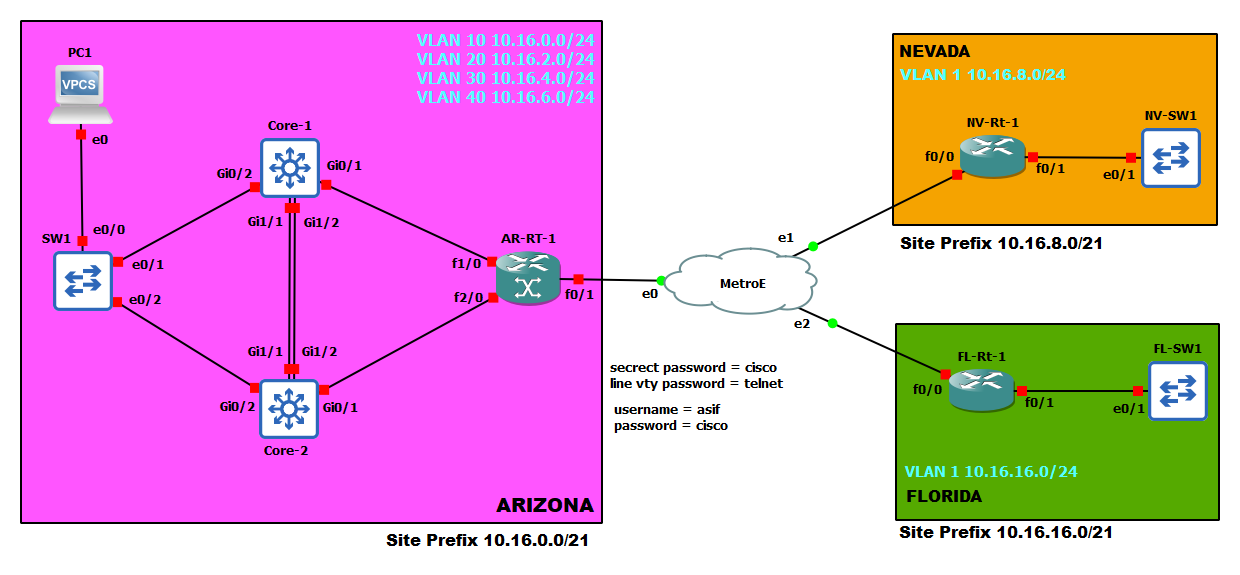 VLAN 10 10.16.0.0/24
VLAN 20 10.16.2.0/24
VLAN 30 10.16.4.0/24
VLAN 40 10.16.6.0/24
PC1
VPCS
e0
Core-1
Gi0/2
Gi0/1
Gi1/1
Gi1/2
SW1
e0/0
e0/1
e0/2
AR-RT-1
f1/0
f2/0
f0/1
Gi1/1
Gi1/2
Gi0/2
Gi0/1
Core-2
ARIZONA
Site Prefix 10.16.0.0/21
e0
MetroE
e1
e2
secrect password = cisco
line vty password = telnet
username = asif
password = cisco
NEVADA
VLAN 1 10.16.8.0/24
NV-Rt-1
NV-SW1
f0/0
f0/1
e0/1
Site Prefix 10.16.8.0/21
FL-Rt-1
FL-SW1
f0/0
f0/1
e0/1
VLAN 1 10.16.16.0/24
FLORIDA
Site Prefix 10.16.16.0/21